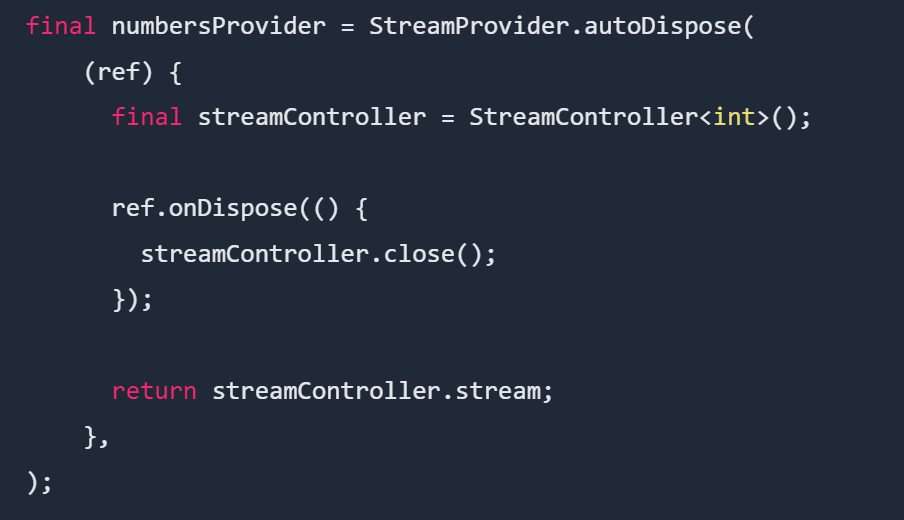 final numbersProvider = StreamProvider.autoDispose(
    (ref) {
      final streamController = StreamController<int>();

      ref.onDispose(() {
        streamController.close();
      });

      return streamController.stream;
    },
);